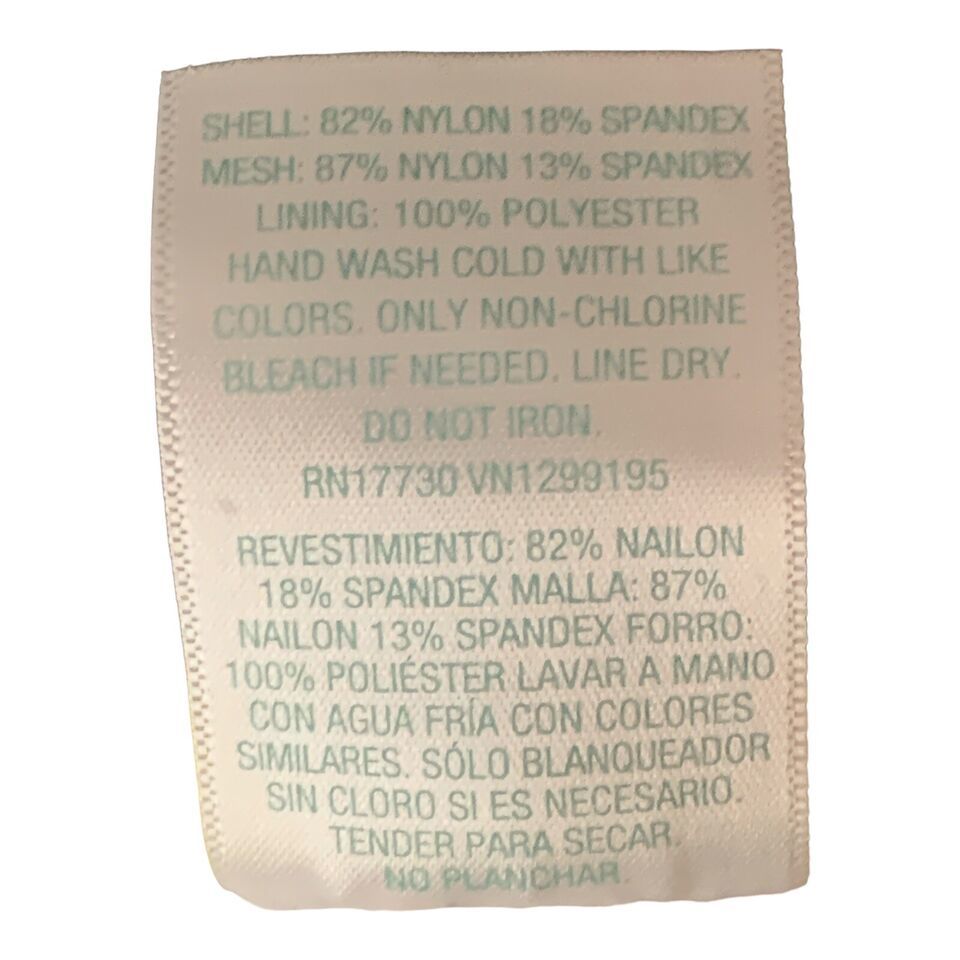 SHELL: 82% NYLON 18% SPANDEX
MESH: 87% NYLON 13% SPANDEX
LINING: 100% POLYESTER
HAND WASH COLD WITH LIKE
COLORS. ONLY NON-CHLORINE
BLEACH IF NEEDED. LINE DRY.
DO NOT IRON.
RN17730 VN1299195
REVESTIMIENTO: 82% NAILON
18% SPANDEX MALLA: 87%
NAILON 13% SPANDEX FORRO:
100% POLIÉSTER LAVAR A MANO
CON AGUA FRÍA CON COLORES
SIMILARES. SÓLO BLANQUEADOR
SIN CLORO SI ES NECESARIO.
TENDER PARA SECAR.
NO PLANCHAR.